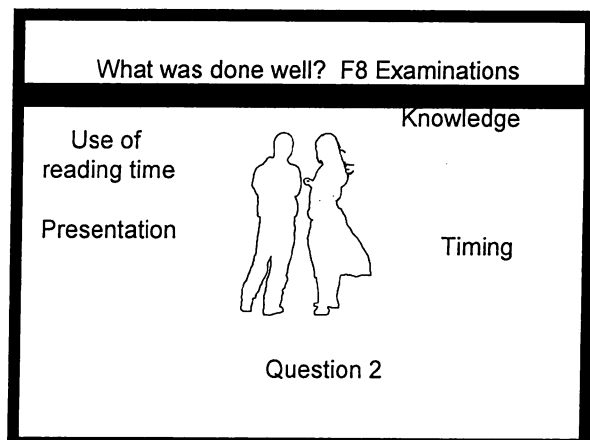 What was done well?  F8 Examinations
Knowledge
Use of
reading time
Presentation
Timing
Question 2